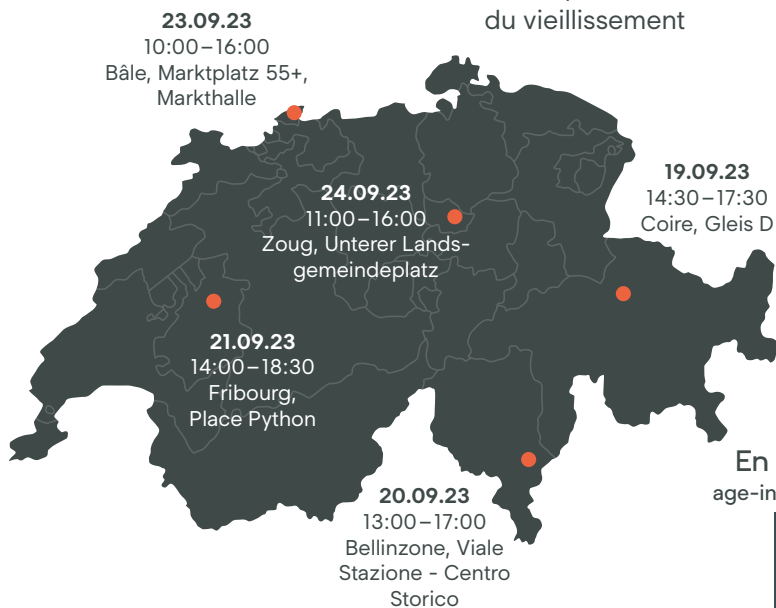 du vieillissement
23.09.23
10:00–16:00
Bâle, Marktplatz 55+,
Markthalle
19.09.23
14:30–17:30
Coire, Gleis D
24.09.23
11:00–16:00
Zoug, Unterer Lands-
gemeindeplatz
21.09.23
14:00–18:30
Fribourg,
Place Python
20.09.23
13:00–17:00
Bellinzone, Viale
Stazione - Centro
Storico
En
age-in